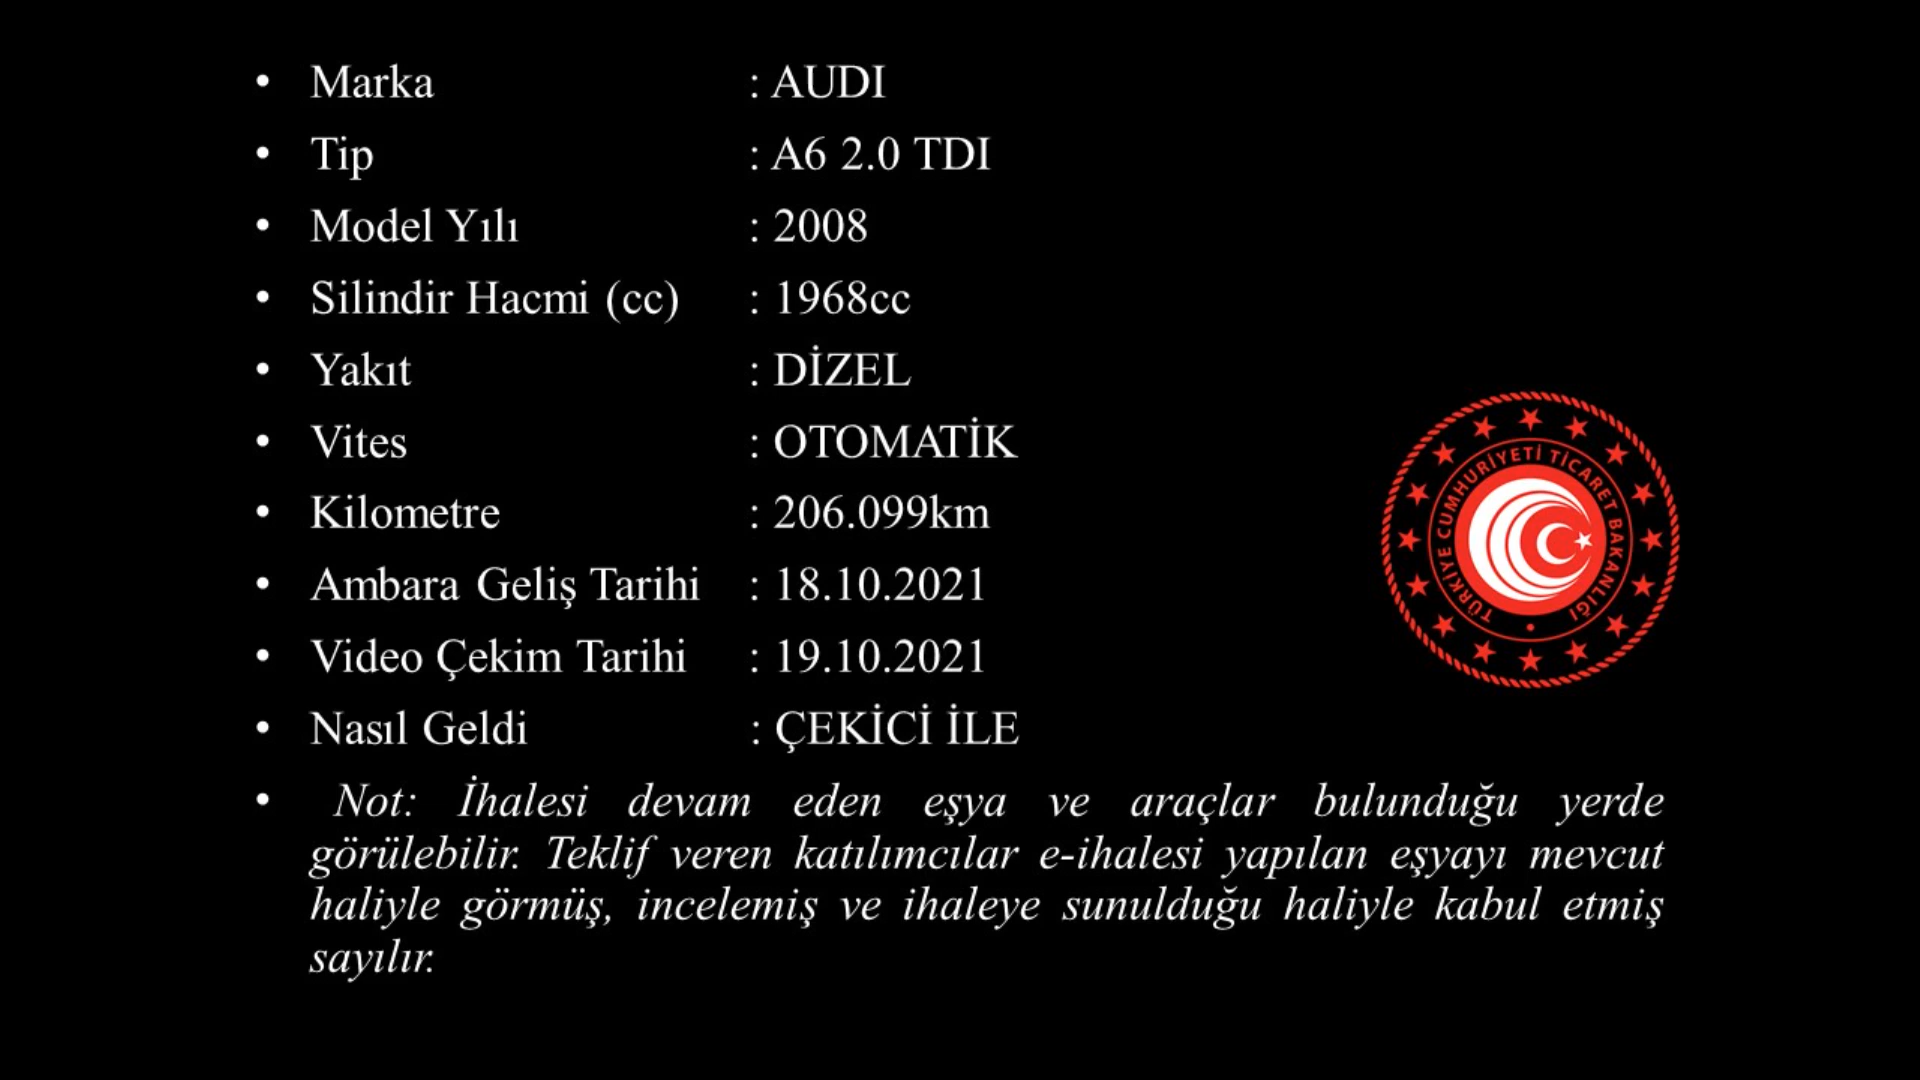 • Marka : AUDI
• Tip : A6 2.0 TDI
• Model Yılı : 2008
• Silindir Hacmi (cc) : 1968cc
• Yakıt : DİZEL
• Vites : OTOMATİK
• Kilometre : 206.099km
• Ambara Geliş Tarihi : 18.10.2021
• Video Çekim Tarihi : 19.10.2021
• Nasıl Geldi : ÇEKİCİ İLE
• Not: İhalesi devam eden eşya ve araçlar bulunduğu yerde
görülebilir. Teklif veren katılımcılar e-ihalesi yapılan eşyayı mevcut
haliyle görmüş, incelemiş ve ihaleye sunulduğu haliyle kabul etmiş
sayılır.
TÜRKİYE CUMHURİYETİ TİCARET BAKANLIĞI